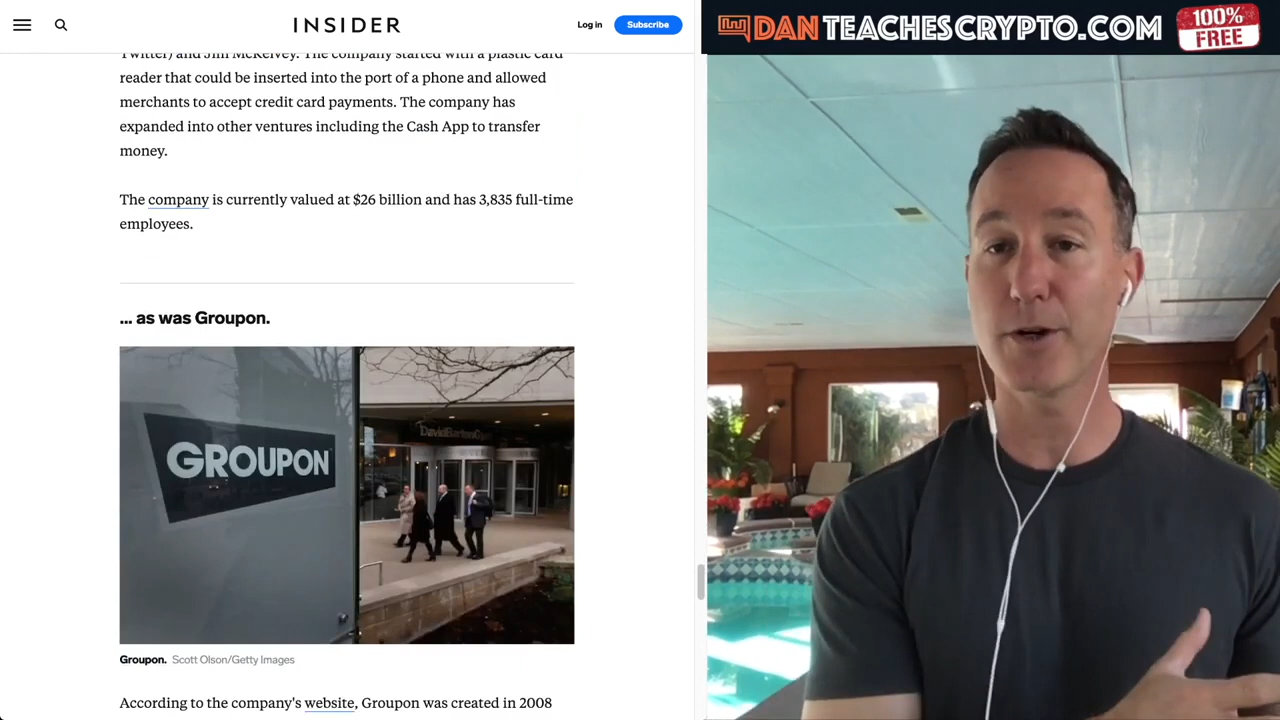 INSIDER
Log in
Subscribe
Twitter) and Jim McKelvey. The company started with a plastic card
reader that could be inserted into the port of a phone and allowed
merchants to accept credit card payments. The company has
expanded into other ventures including the Cash App to transfer
money.
The company is currently valued at $26 billion and has 3,835 full-time
employees.
... as was Groupon.
GROUPON
DavidBartonGym
Groupon. Scott Olson/Getty Images
According to the company's website, Groupon was created in 2008
DANTEACHESCRYPTO.COM
100%
FREE